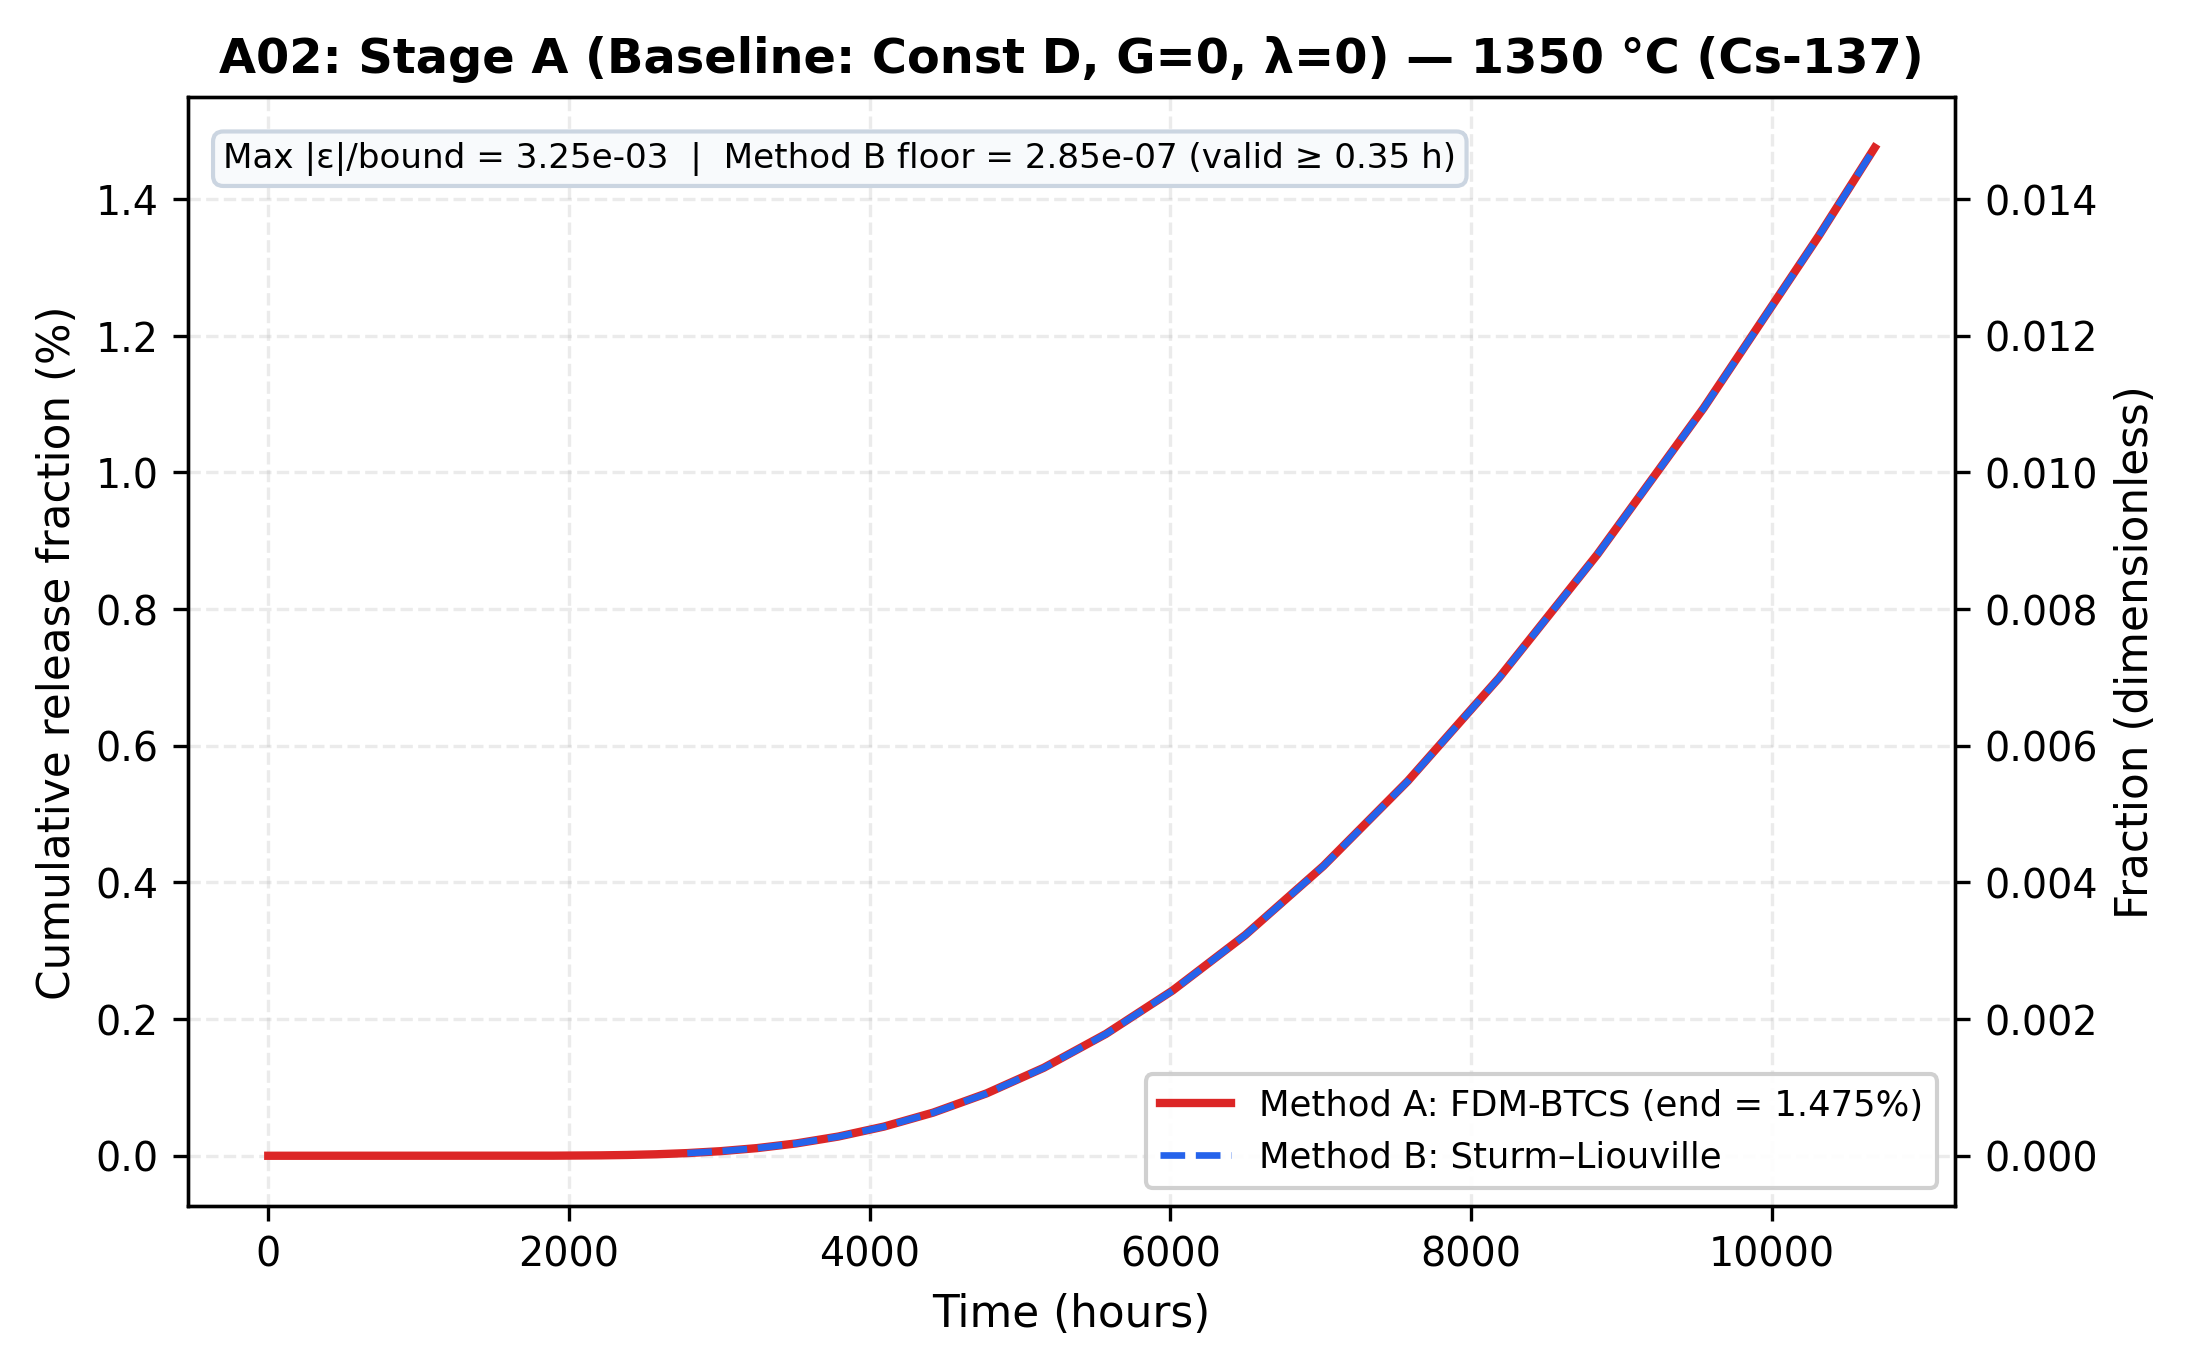 A02: Stage A (Baseline: Const D, G=0, λ=0) — 1350 °C (Cs-137)
Max |ε|/bound = 3.25e-03 | Method B floor = 2.85e-07 (valid ≥ 0.35 h)
Cumulative release fraction (%)
1.4
1.2
1.0
0.8
0.6
0.4
0.2
0.0
0.014
0.012
0.010
0.008
0.006
0.004
0.002
0.000
Fraction (dimensionless)
Method A: FDM-BTCS (end = 1.475%)
Method B: Sturm–Liouville
0 2000 4000 6000 8000 10000
Time (hours)